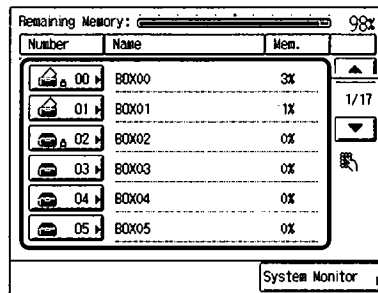 Remaining Memory: 98%
Number Name Mem.
00 BOX00 3%
01 BOX01 1%
02 BOX02 0%
03 BOX03 0%
04 BOX04 0%
05 BOX05 0%
1/17
System Monitor